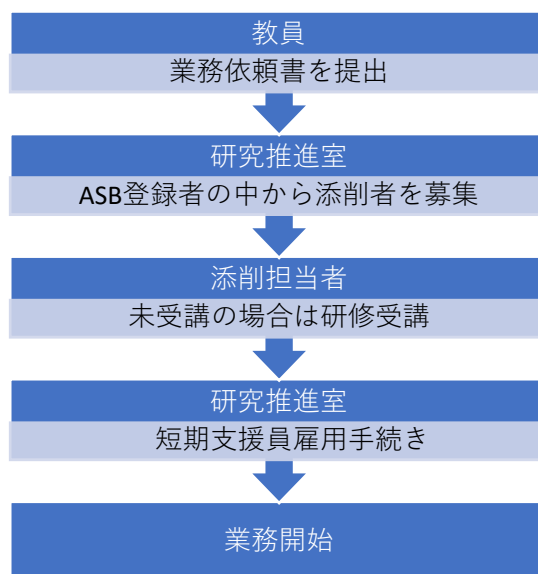 教員
業務依頼書を提出
研究推進室
ASB登録者の中から添削者を募集
添削担当者
未受講の場合は研修受講
研究推進室
短期支援員雇用手続き
業務開始